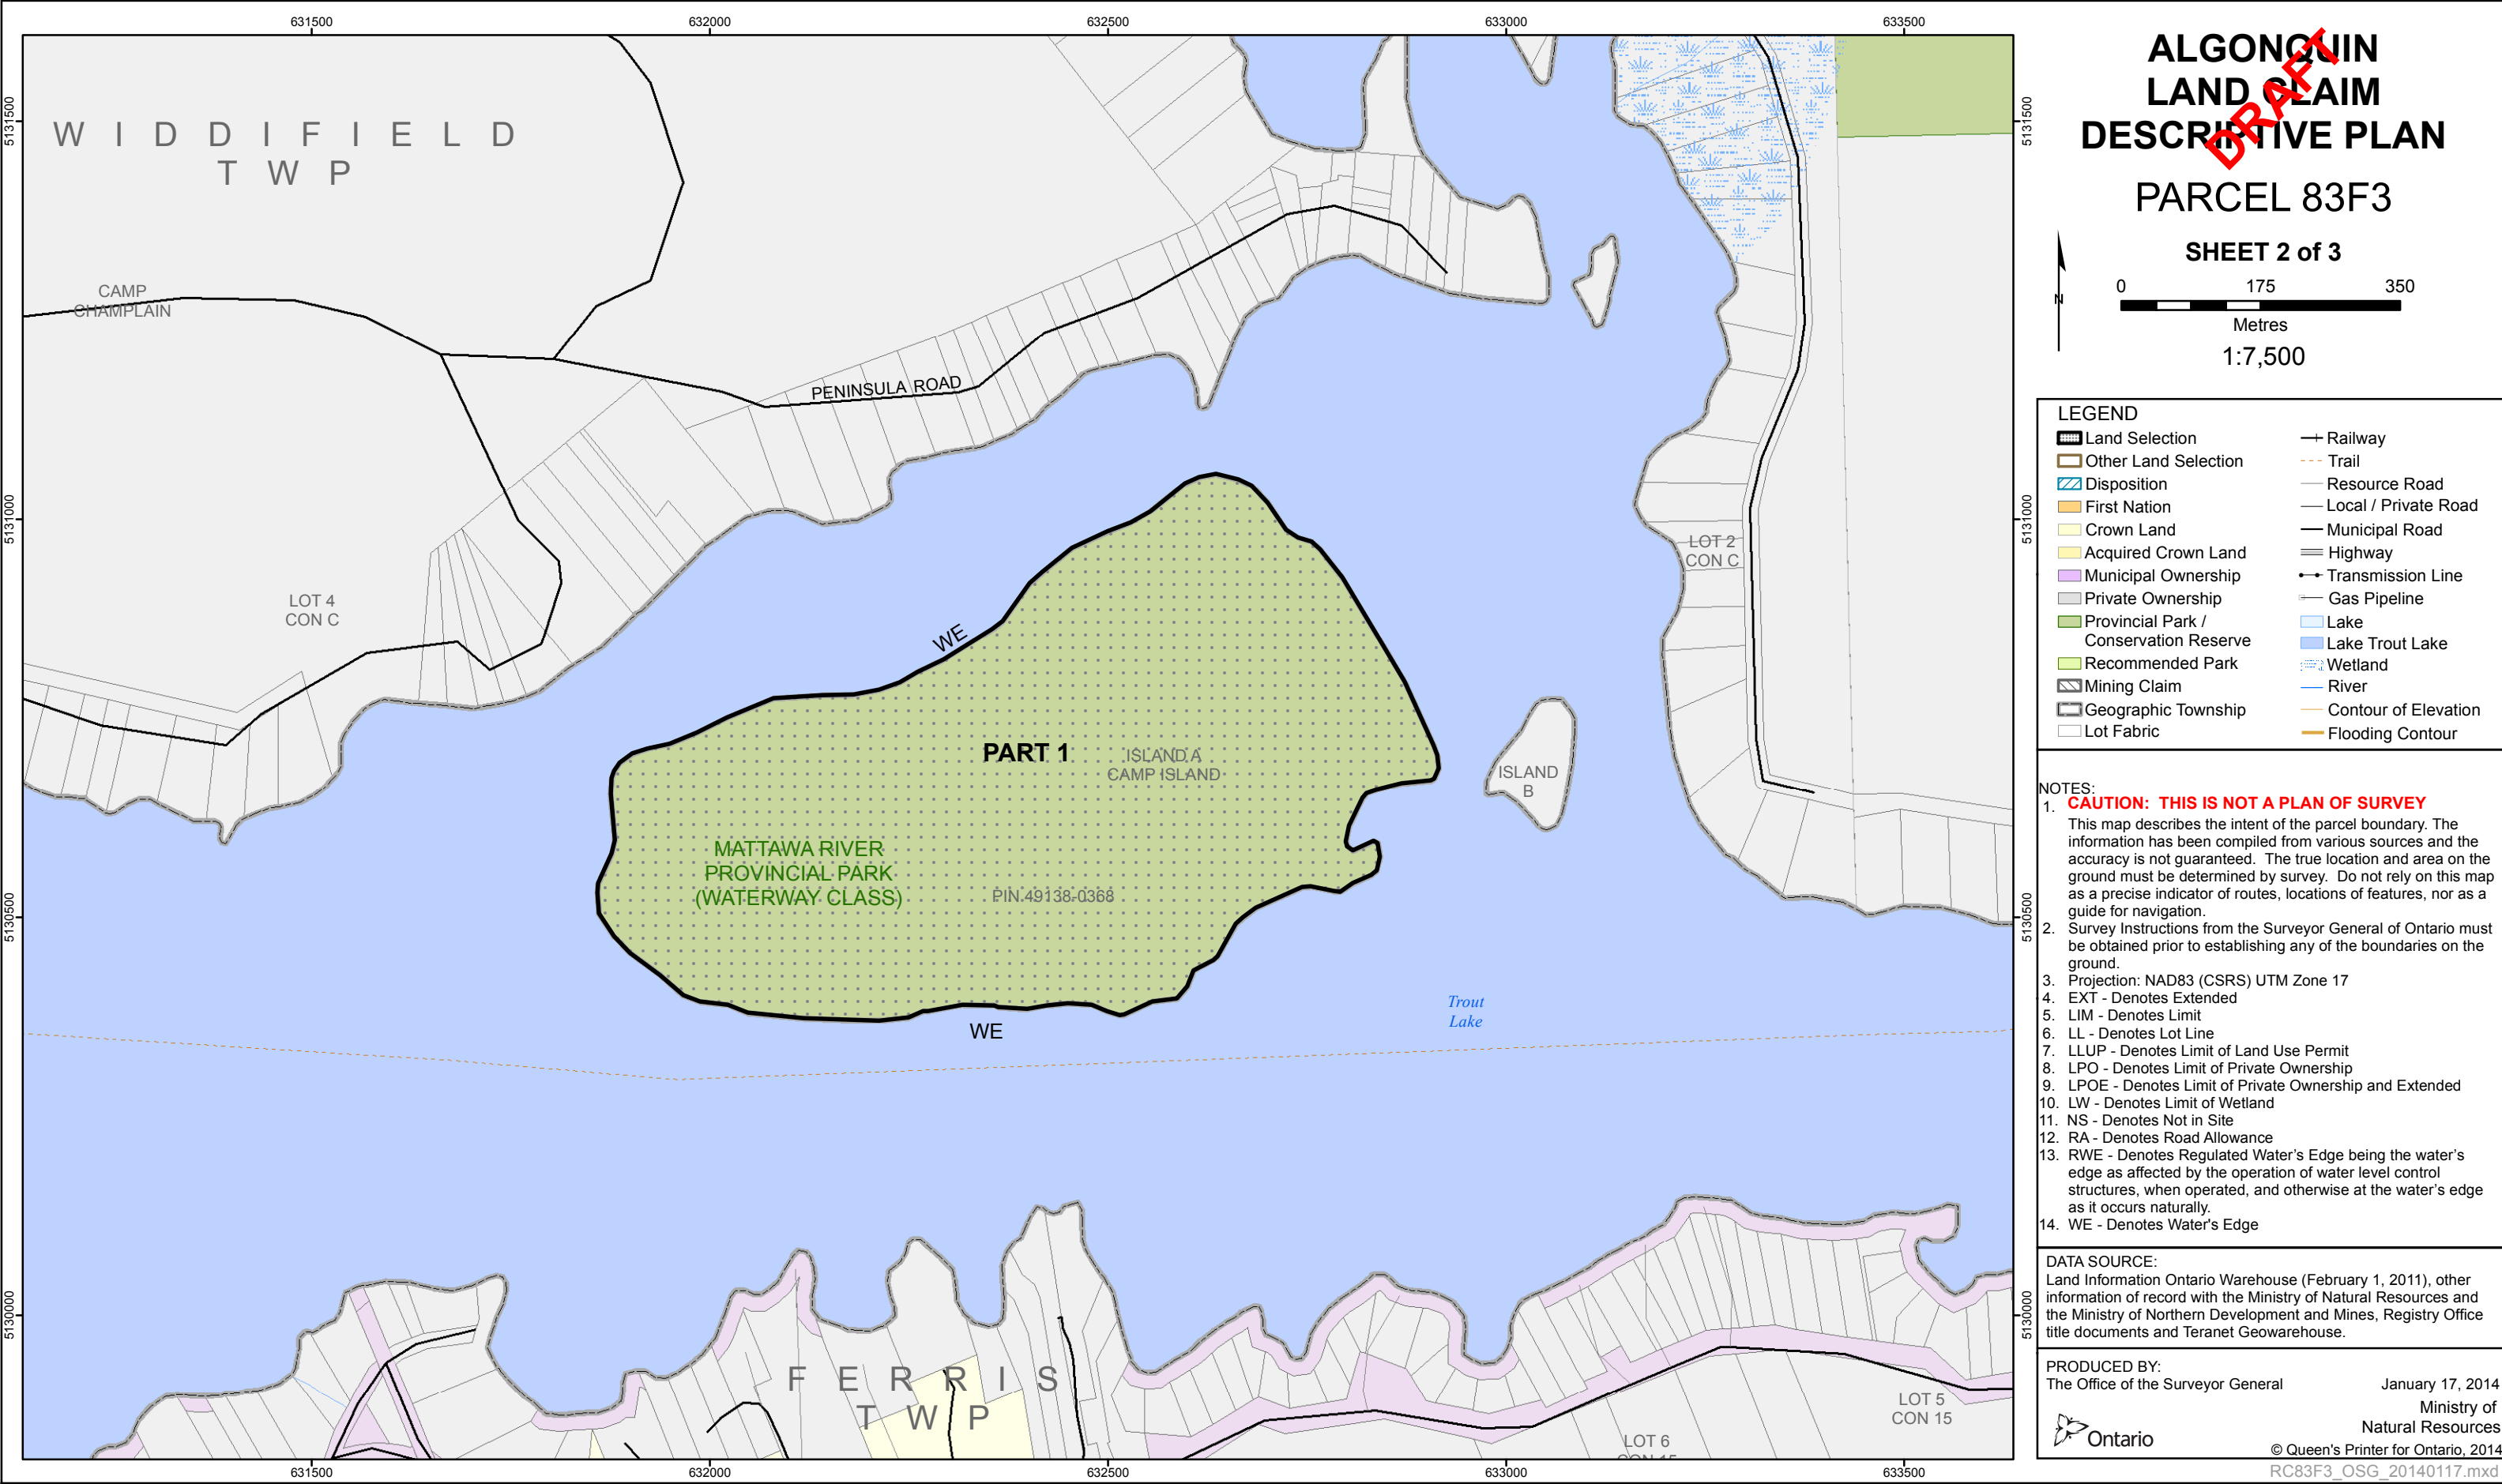 631500
632000
632500
633000
633500
5131500
5131000
5130500
5130000
5131500
5131000
5130500
5130000
WIDDIFIELD
TWP
CAMP
CHAMPLAIN
PENINSULA ROAD
LOT 4
CON C
LOT 2
CON C
WE
PART 1
ISLAND A
CAMP ISLAND
ISLAND
B
MATTAWA RIVER
PROVINCIAL PARK
(WATERWAY CLASS)
PIN 49138-0368
WE
Trout
Lake
FERRIS
TWP
LOT 5
CON 15
LOT 6
CON 15
631500
632000
632500
633000
633500
ALGONQUIN
LAND CLAIM
DESCRIPTIVE PLAN
DRAFT
PARCEL 83F3
SHEET 2 of 3
N
0 175 350
Metres
1:7,500
LEGEND
Land Selection
Other Land Selection
Disposition
First Nation
Crown Land
Acquired Crown Land
Municipal Ownership
Private Ownership
Provincial Park /
Conservation Reserve
Recommended Park
Mining Claim
Geographic Township
Lot Fabric
Railway
Trail
Resource Road
Local / Private Road
Municipal Road
Highway
Transmission Line
Gas Pipeline
Lake
Lake Trout Lake
Wetland
River
Contour of Elevation
Flooding Contour
NOTES:
1. CAUTION: THIS IS NOT A PLAN OF SURVEY
This map describes the intent of the parcel boundary. The
information has been compiled from various sources and the
accuracy is not guaranteed. The true location and area on the
ground must be determined by survey. Do not rely on this map
as a precise indicator of routes, locations of features, nor as a
guide for navigation.
2. Survey Instructions from the Surveyor General of Ontario must
be obtained prior to establishing any of the boundaries on the
ground.
3. Projection: NAD83 (CSRS) UTM Zone 17
4. EXT - Denotes Extended
5. LIM - Denotes Limit
6. LL - Denotes Lot Line
7. LLUP - Denotes Limit of Land Use Permit
8. LPO - Denotes Limit of Private Ownership
9. LPOE - Denotes Limit of Private Ownership and Extended
10. LW - Denotes Limit of Wetland
11. NS - Denotes Not in Site
12. RA - Denotes Road Allowance
13. RWE - Denotes Regulated Water's Edge being the water's
edge as affected by the operation of water level control
structures, when operated, and otherwise at the water's edge
as it occurs naturally.
14. WE - Denotes Water's Edge
DATA SOURCE:
Land Information Ontario Warehouse (February 1, 2011), other
information of record with the Ministry of Natural Resources and
the Ministry of Northern Development and Mines, Registry Office
title documents and Teranet Geowarehouse.
PRODUCED BY:
The Office of the Surveyor General January 17, 2014
Ministry of
Natural Resources
Ontario
© Queen's Printer for Ontario, 2014
RC83F3_OSG_20140117.mxd